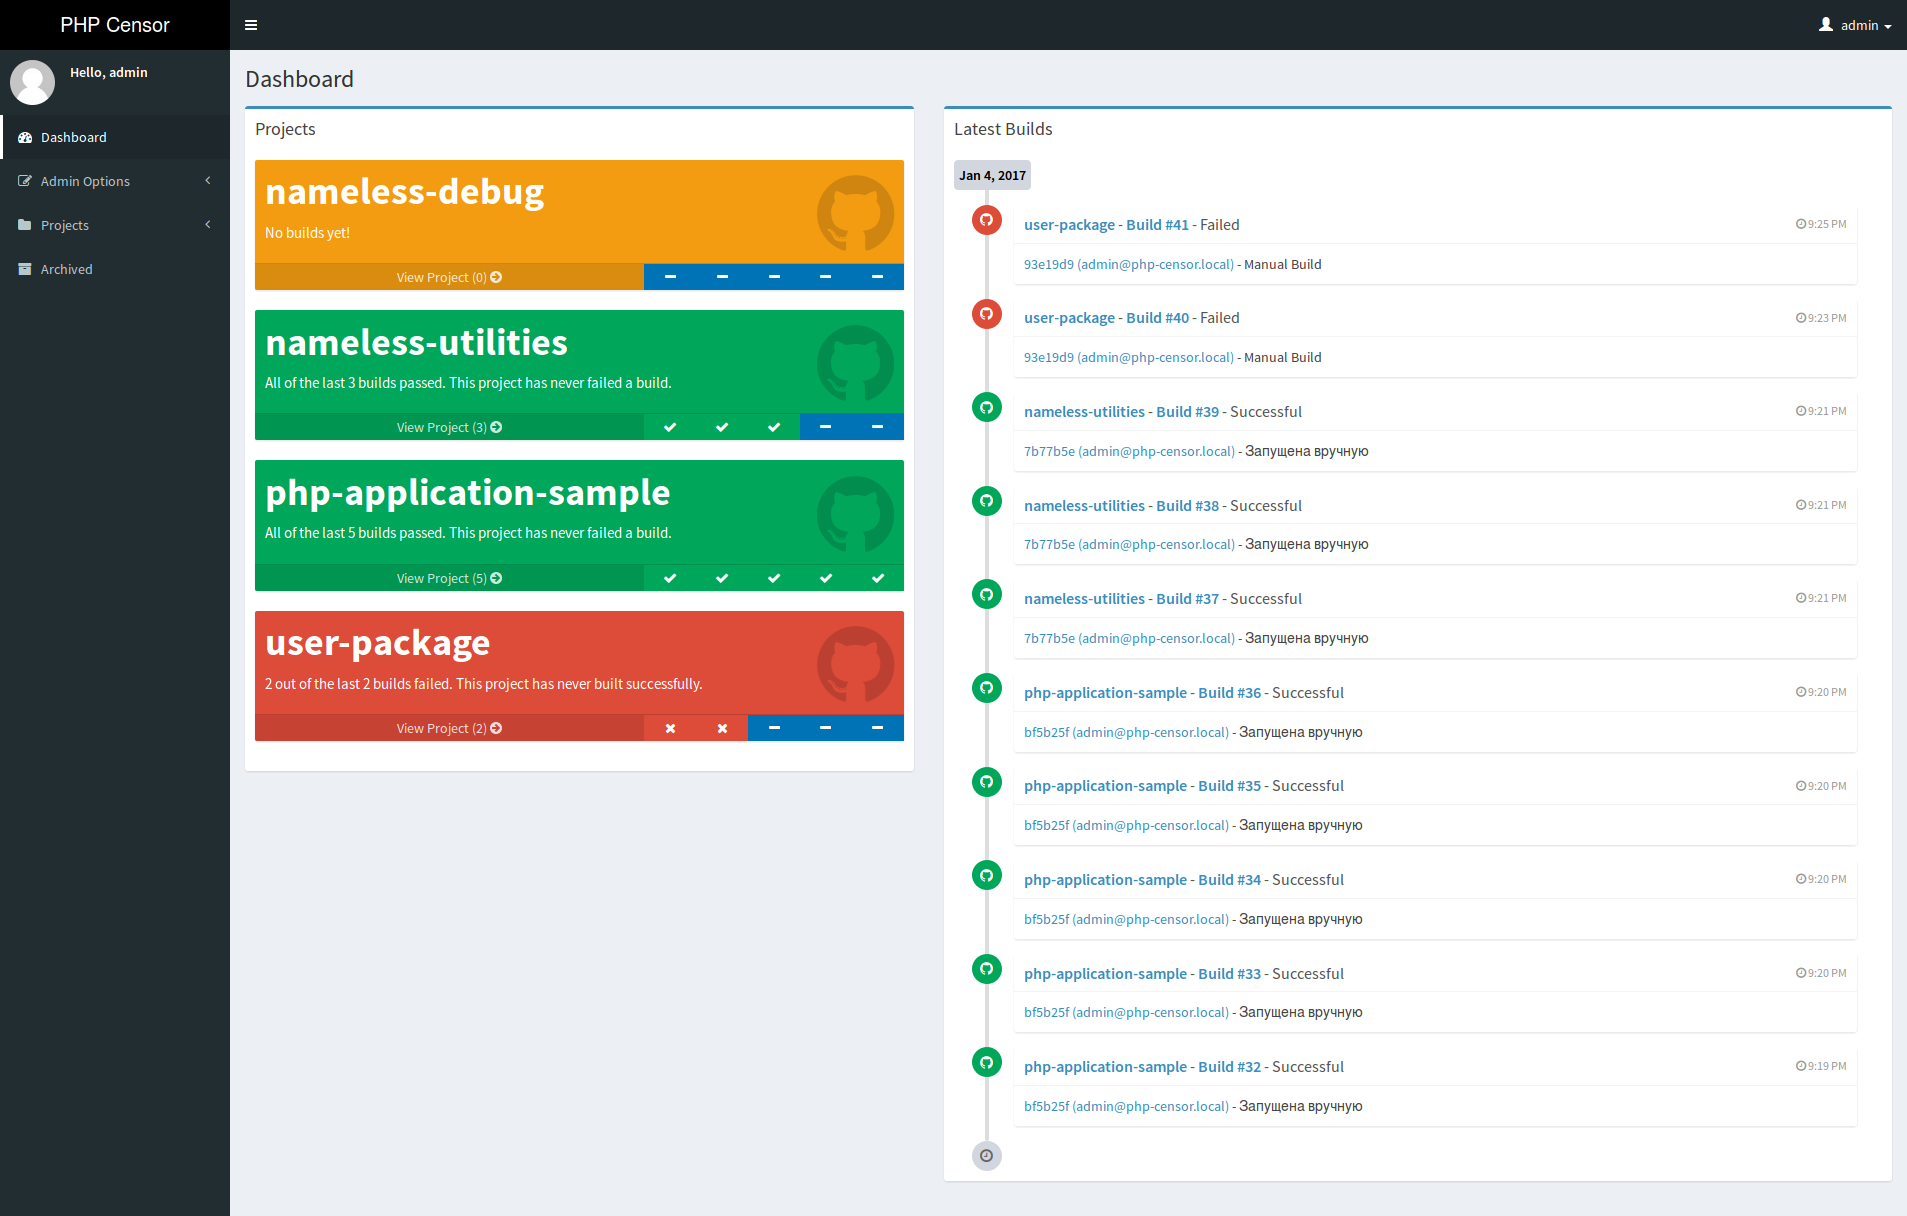 PHP Censor
admin
Hello, admin
Dashboard
Admin Options
Projects
Archived
Dashboard
Projects
nameless-debug
No builds yet!
View Project (0)
nameless-utilities
All of the last 3 builds passed. This project has never failed a build.
View Project (3)
php-application-sample
All of the last 5 builds passed. This project has never failed a build.
View Project (5)
user-package
2 out of the last 2 builds failed. This project has never built successfully.
View Project (2)
Latest Builds
Jan 4, 2017
user-package - Build #41 - Failed 9:25 PM
93e19d9 (admin@php-censor.local) - Manual Build
user-package - Build #40 - Failed 9:23 PM
93e19d9 (admin@php-censor.local) - Manual Build
nameless-utilities - Build #39 - Successful 9:21 PM
7b77b5e (admin@php-censor.local) - Запущена вручную
nameless-utilities - Build #38 - Successful 9:21 PM
7b77b5e (admin@php-censor.local) - Запущена вручную
nameless-utilities - Build #37 - Successful 9:21 PM
7b77b5e (admin@php-censor.local) - Запущена вручную
php-application-sample - Build #36 - Successful 9:20 PM
bf5b25f (admin@php-censor.local) - Запущена вручную
php-application-sample - Build #35 - Successful 9:20 PM
bf5b25f (admin@php-censor.local) - Запущена вручную
php-application-sample - Build #34 - Successful 9:20 PM
bf5b25f (admin@php-censor.local) - Запущена вручную
php-application-sample - Build #33 - Successful 9:20 PM
bf5b25f (admin@php-censor.local) - Запущена вручную
php-application-sample - Build #32 - Successful 9:19 PM
bf5b25f (admin@php-censor.local) - Запущена вручную